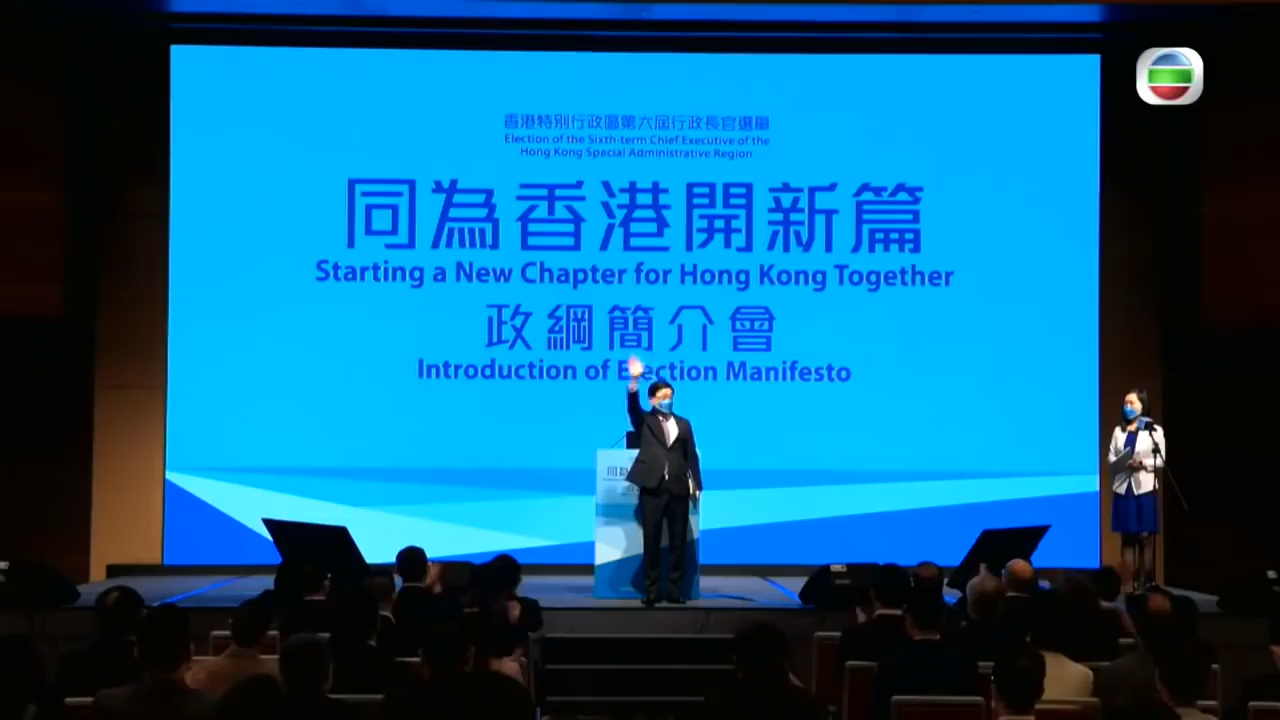 香港特別行政區第六屆行政長官選舉
Election of the Sixth-term Chief Executive of the
Hong Kong Special Administrative Region
同為香港開新篇
Starting a New Chapter for Hong Kong Together
政綱簡介會
Introduction of Election Manifesto